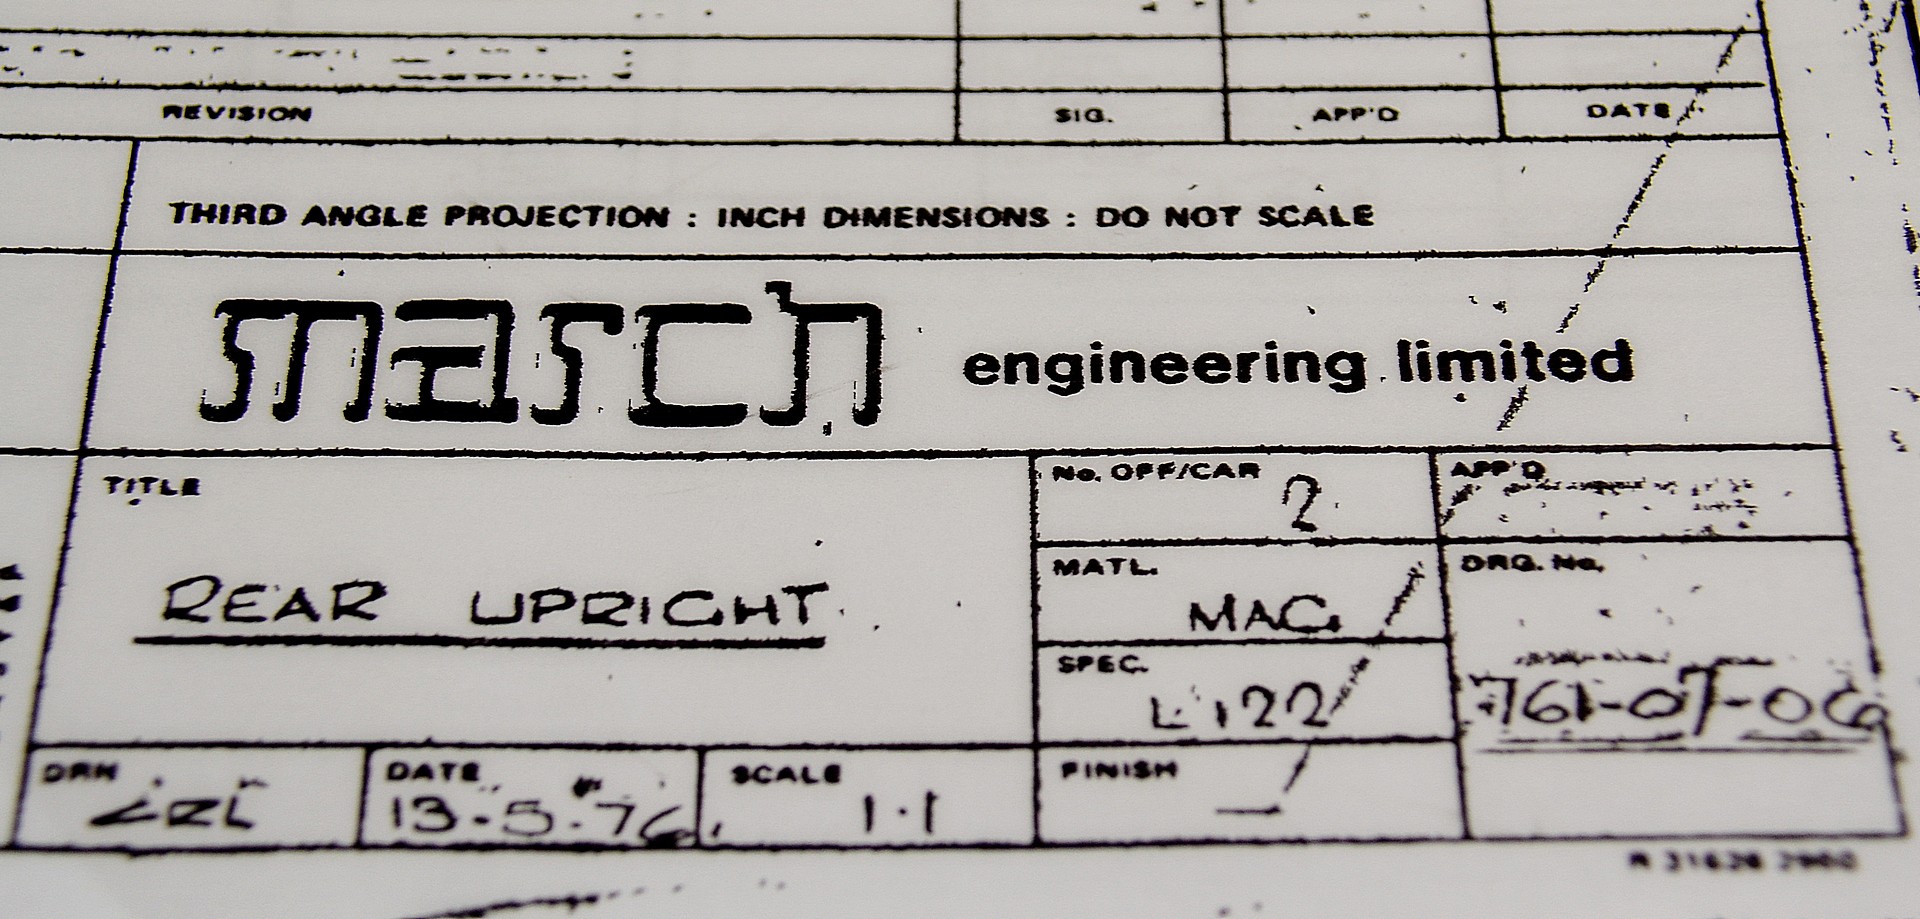 REVISION SIG. APP'D DATE
THIRD ANGLE PROJECTION : INCH DIMENSIONS : DO NOT SCALE
march engineering limited
TITLE
REAR UPRIGHT
No. OFF/CAR 2
APP'D
MATL. MAG.
DRG. No.
761-07-06
SPEC. L 122
DRN
DATE 13-5-76
SCALE 1.1
FINISH —